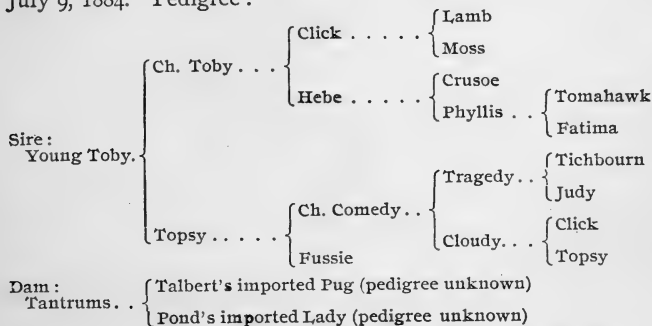 July 9, 1884. Pedigree:
Click . . . . . Lamb
Moss
Ch. Toby . . .
Hebe . . . . . Crusoe
Phyllis . . Tomahawk
Fatima
Sire:
Young Toby.
Tragedy . . Tichbourn
Judy
Ch. Comedy . .
Topsy . . . . .
Cloudy. . . Click
Fussie
Topsy
Dam: Talbert's imported Pug (pedigree unknown)
Tantrums. .
Pond's imported Lady (pedigree unknown)